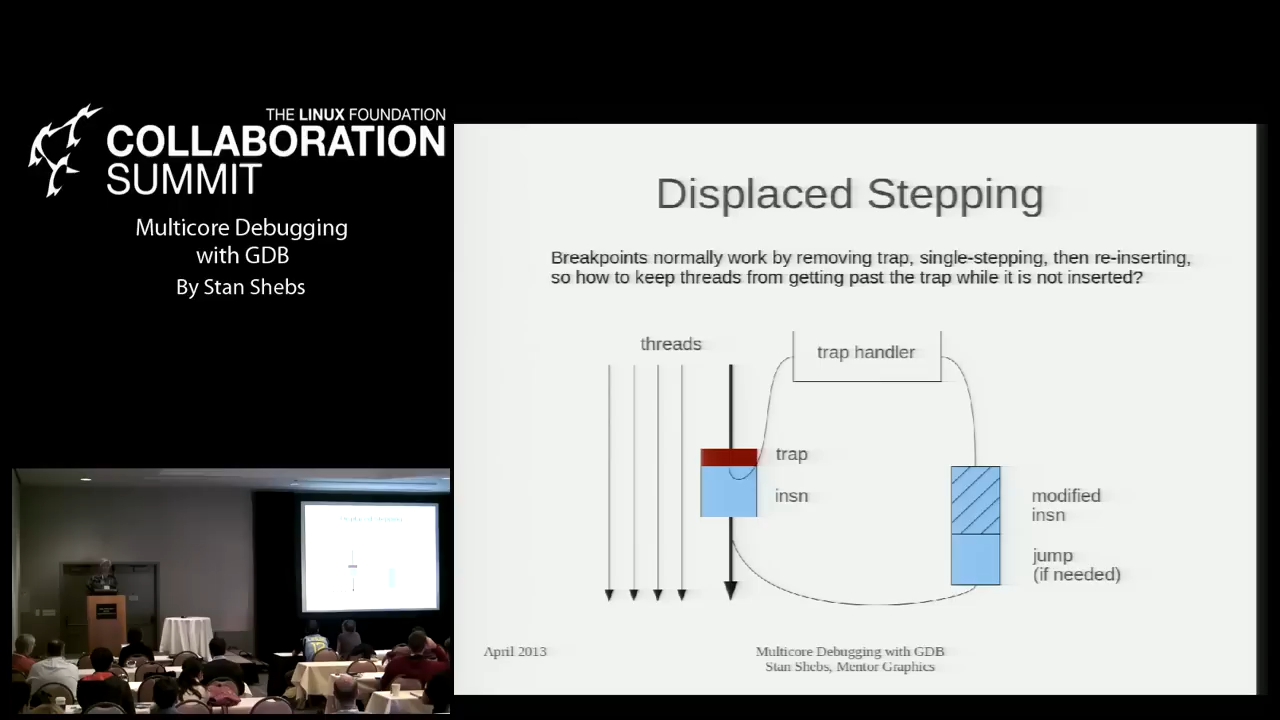 THE LINUX FOUNDATION
COLLABORATION
SUMMIT
Multicore Debugging
with GDB
By Stan Shebs
Displaced Stepping
Breakpoints normally work by removing trap, single-stepping, then re-inserting,
so how to keep threads from getting past the trap while it is not inserted?
threads
trap handler
trap
insn
modified
insn
jump
(if needed)
April 2013
Multicore Debugging with GDB
Stan Shebs, Mentor Graphics
Displaced Stepping